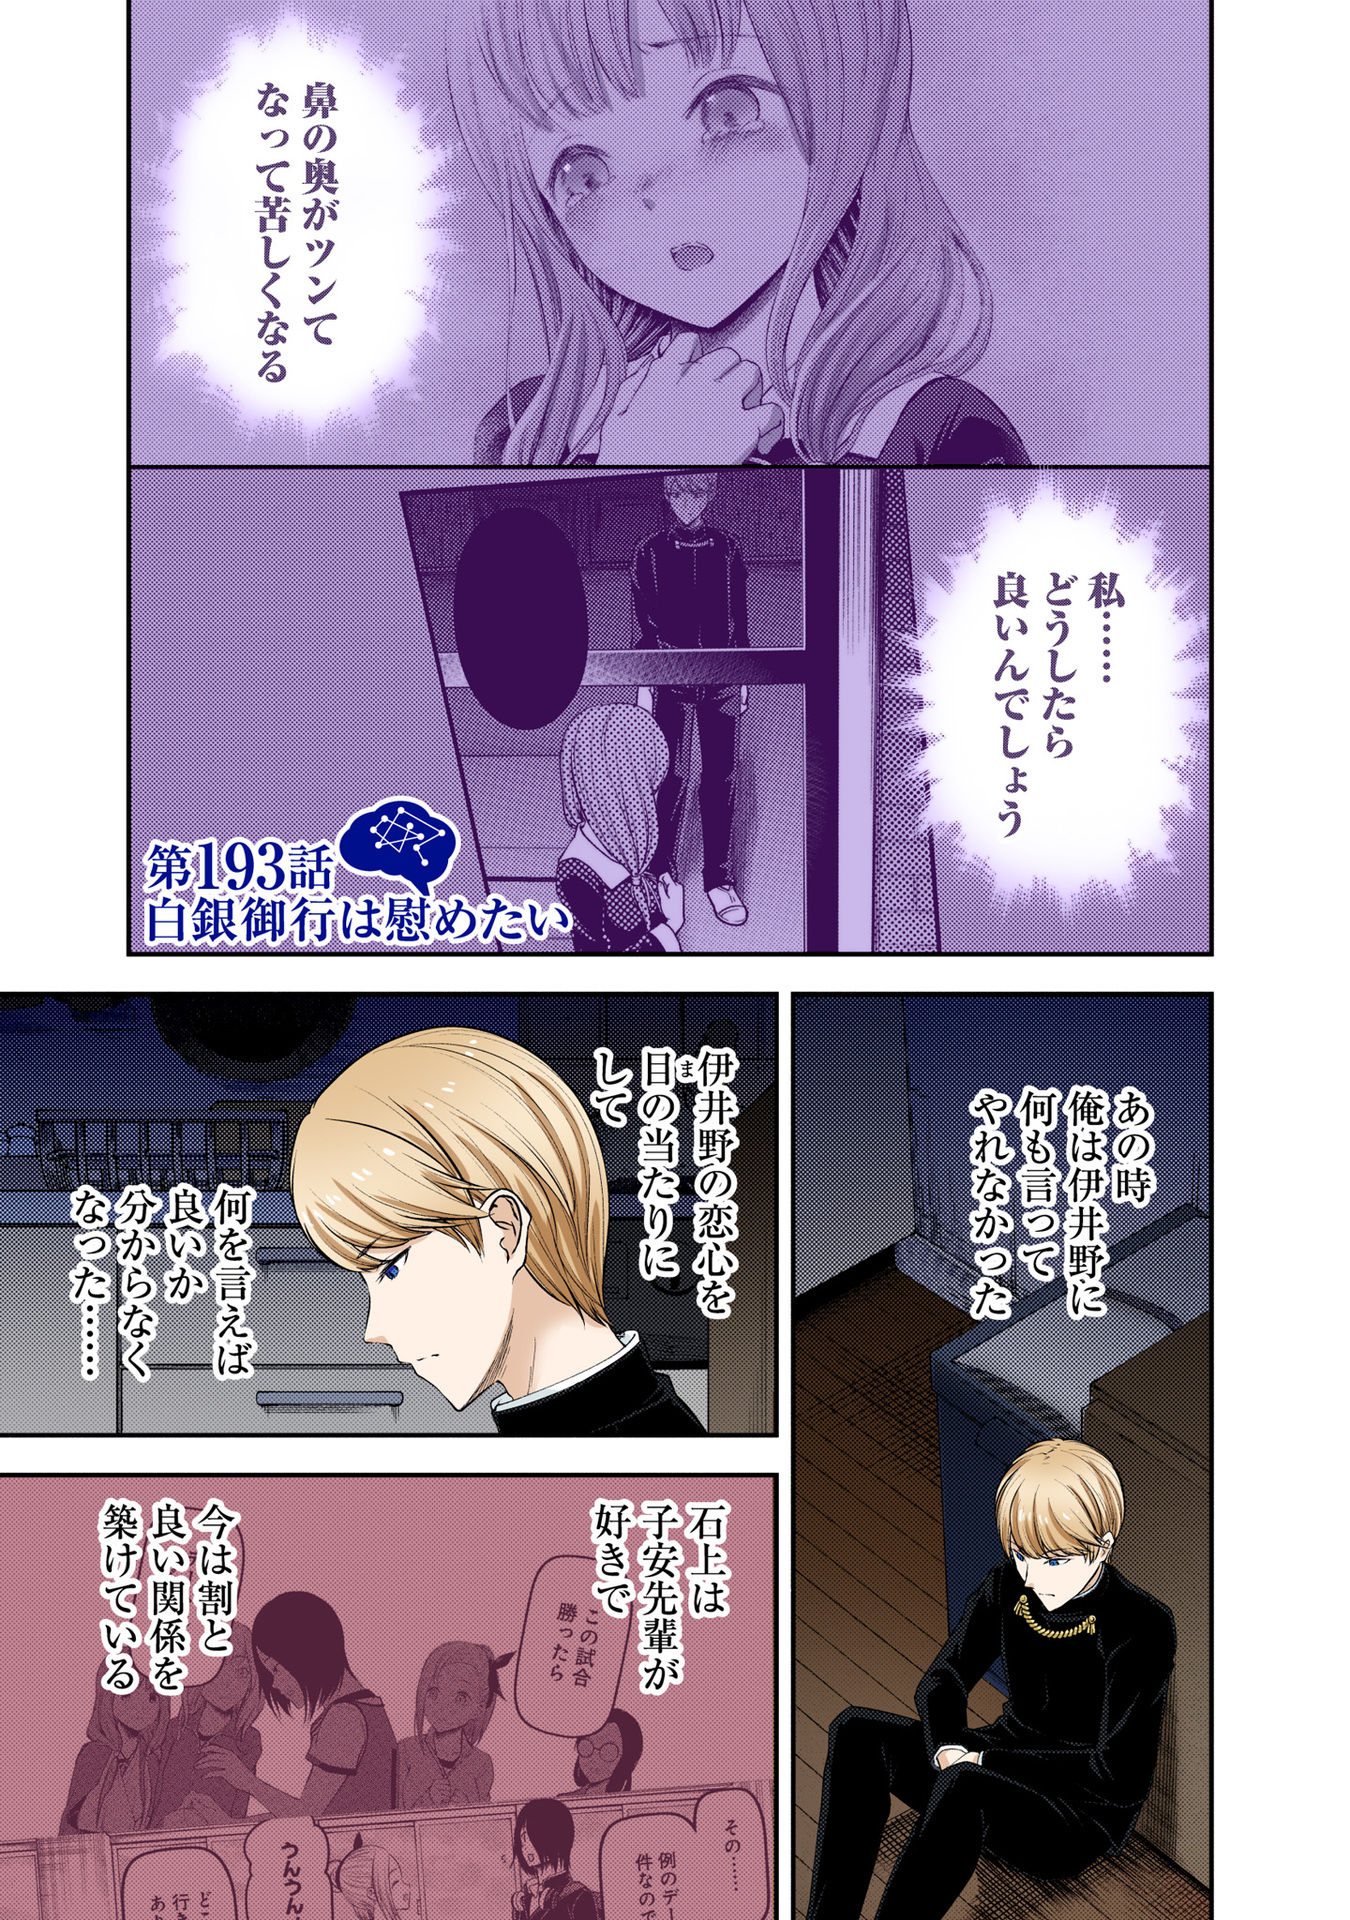 鼻の奥がツンて
なって苦しくなる
私……
どうしたら
良いんでしょう
第193話
白銀御行は慰めたい
あの時
俺は伊井野に
何も言って
やれなかった
伊井野の恋心を
目の当たりに
ま
して
何を言えば
良いか
分からなく
なった……
石上は
子安先輩が
好きで
今は割と
良い関係を
築けている
この試合
勝ったら
その……
例のデー
件なので
うんうん
どこ
行き